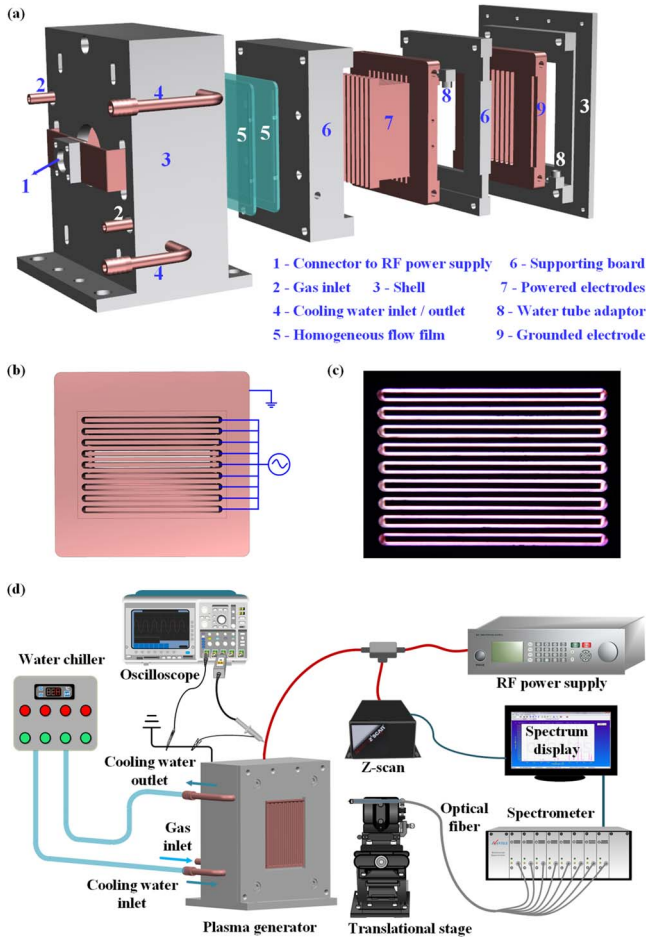 (a)
2
4
1
3
2
4
5
5
6
7
8
6
9
8
3
1 - Connector to RF power supply
6 - Supporting board
2 - Gas inlet
3 - Shell
7 - Powered electrodes
4 - Cooling water inlet / outlet
8 - Water tube adaptor
5 - Homogeneous flow film
9 - Grounded electrode
(b)
(c)
(d)
Water chiller
Oscilloscope
RF power supply
Z-scan
Spectrum
display
Cooling water
outlet
Gas
inlet
Cooling water
inlet
Plasma generator
Optical
fiber
Spectrometer
Translational stage